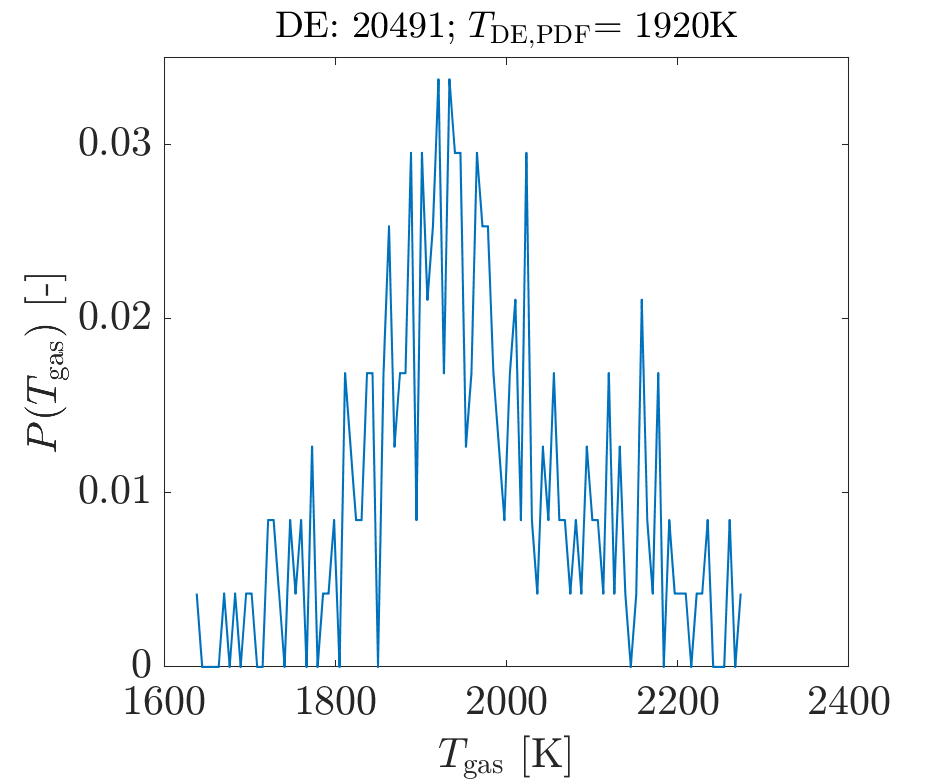 DE: 20491; T_DE,PDF= 1920K
P(T_gas) [-]
0.03
0.02
0.01
0
1600 1800 2000 2200 2400
T_gas [K]